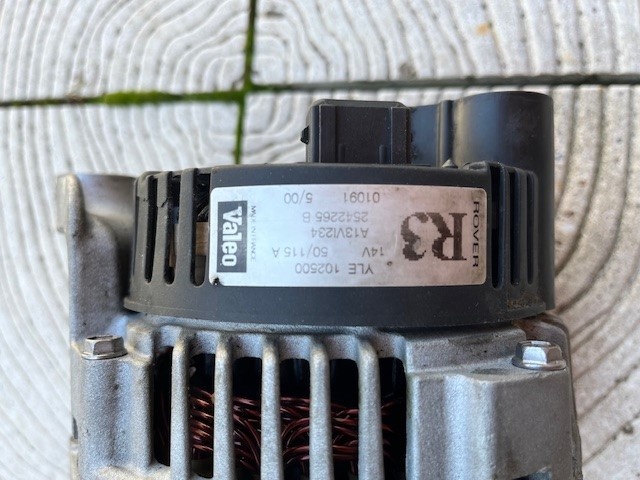 ROVER
R3
YLE 102500
14V 50/115 A
A13VI234
2542265 B
01091 5/00
Valeo
MADE IN FRANCE